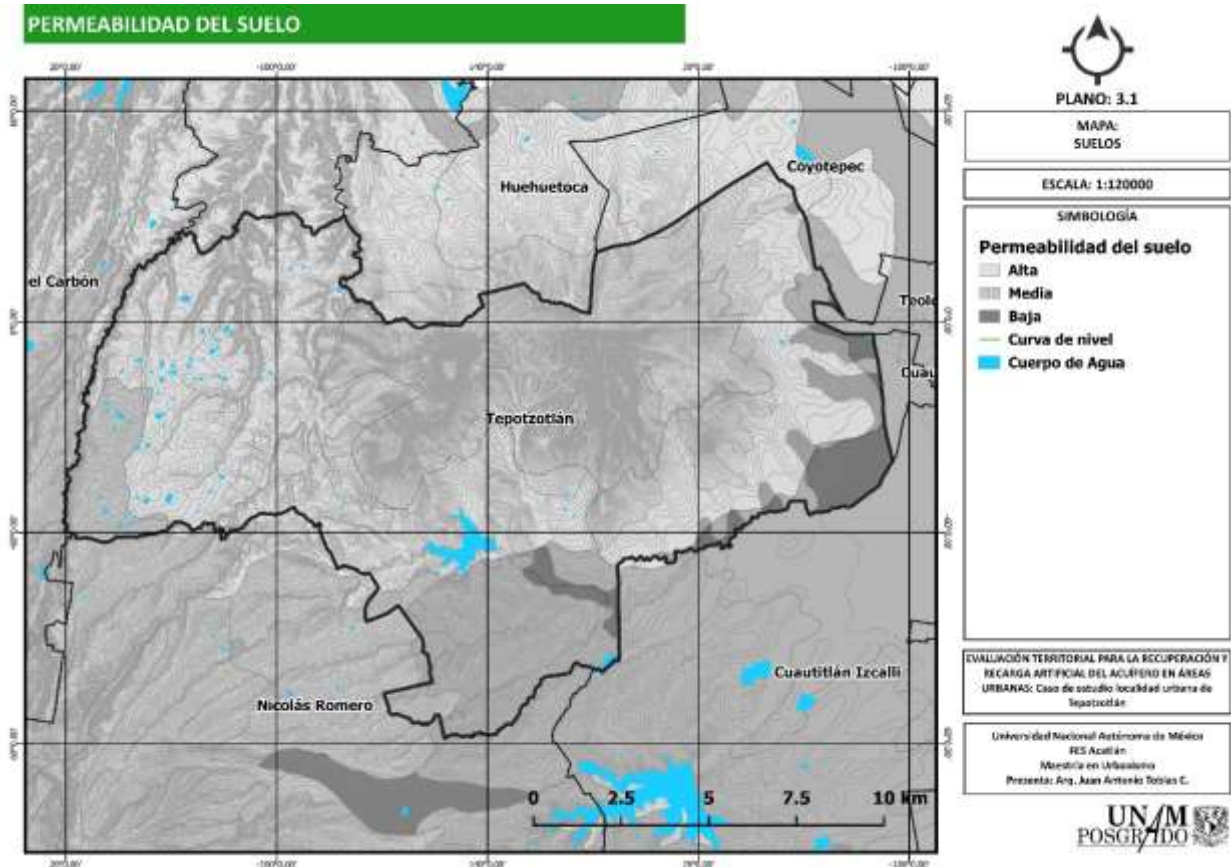 PERMEABILIDAD DEL SUELO
PLANO: 3.1
MAPA:
SUELOS
ESCALA: 1:120000
SIMBOLOGÍA
Permeabilidad del suelo
Alta
Media
Baja
Curva de nivel
Cuerpo de Agua
Coyotepec
Huehuetoca
el Carbón
Teolo
Cuau
Tepotzotlán
Cuautitlán Izcalli
Nicolás Romero
0 2.5 5 7.5 10 km
EVALUACIÓN TERRITORIAL PARA LA RECUPERACIÓN Y
RECARGA ARTIFICIAL DEL ACUÍFERO EN ÁREAS
URBANAS: Caso de estudio localidad urbana de
Tepotzotlán
Universidad Nacional Autónoma de México
FES Acatlán
Maestría en Urbanismo
Presenta: Arq. Juan Antonio Tobias C.
UNAM
POSGRADO